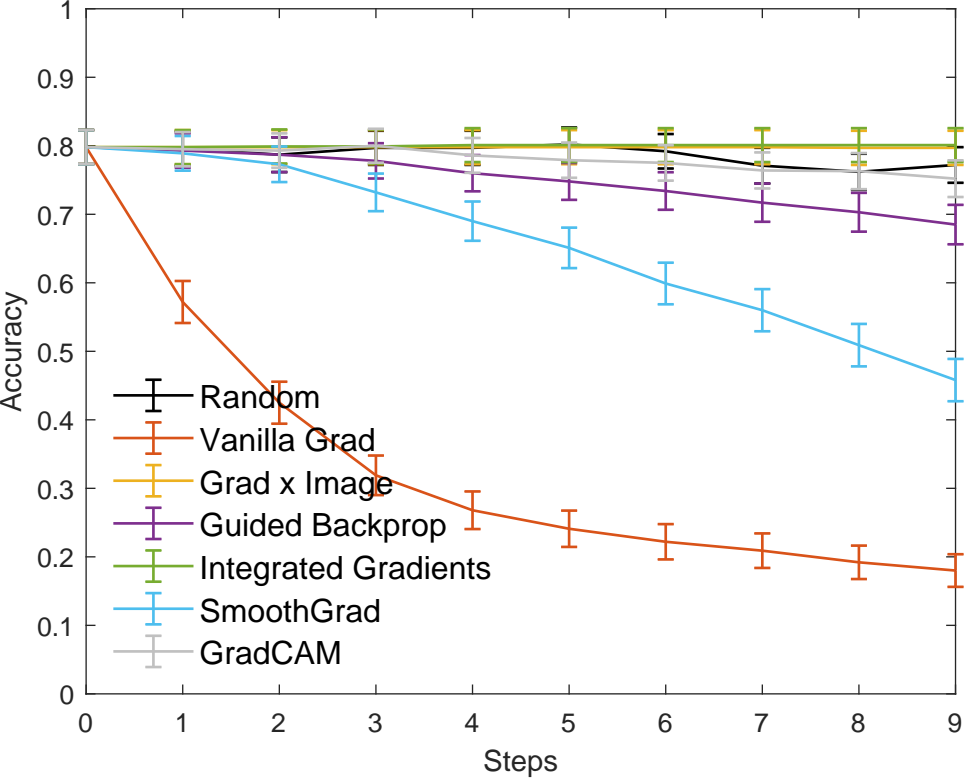 1
0.9
0.8
0.7
0.6
0.5
0.4
0.3
0.2
0.1
0
Accuracy
Random
Vanilla Grad
Grad x Image
Guided Backprop
Integrated Gradients
SmoothGrad
GradCAM
0 1 2 3 4 5 6 7 8 9
Steps